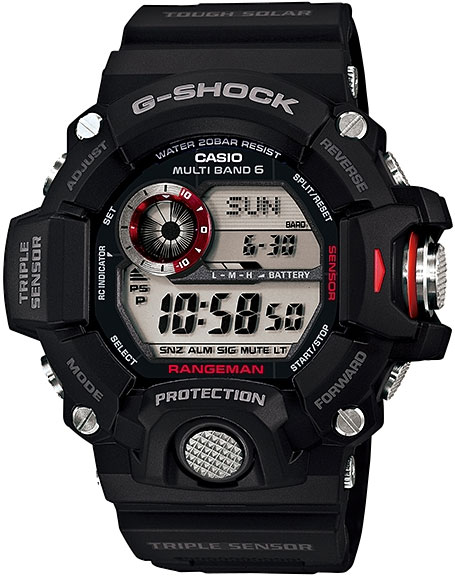 TOUGH SOLAR
G-SHOCK
WATER 20BAR RESIST
CASIO
MULTI BAND 6
ADJUST
REVERSE
SET
SPLIT/RESET
SUN
BARO
6-30
TRIPLE
SENSOR
RC INDICATOR
SENSOR
L - M - H BATTERY
PS
P
10:58 50
SNZ ALM SIG MUTE LT
SELECT
START/STOP
MODE
FORWARD
RANGEMAN
PROTECTION
TRIPLE SENSOR